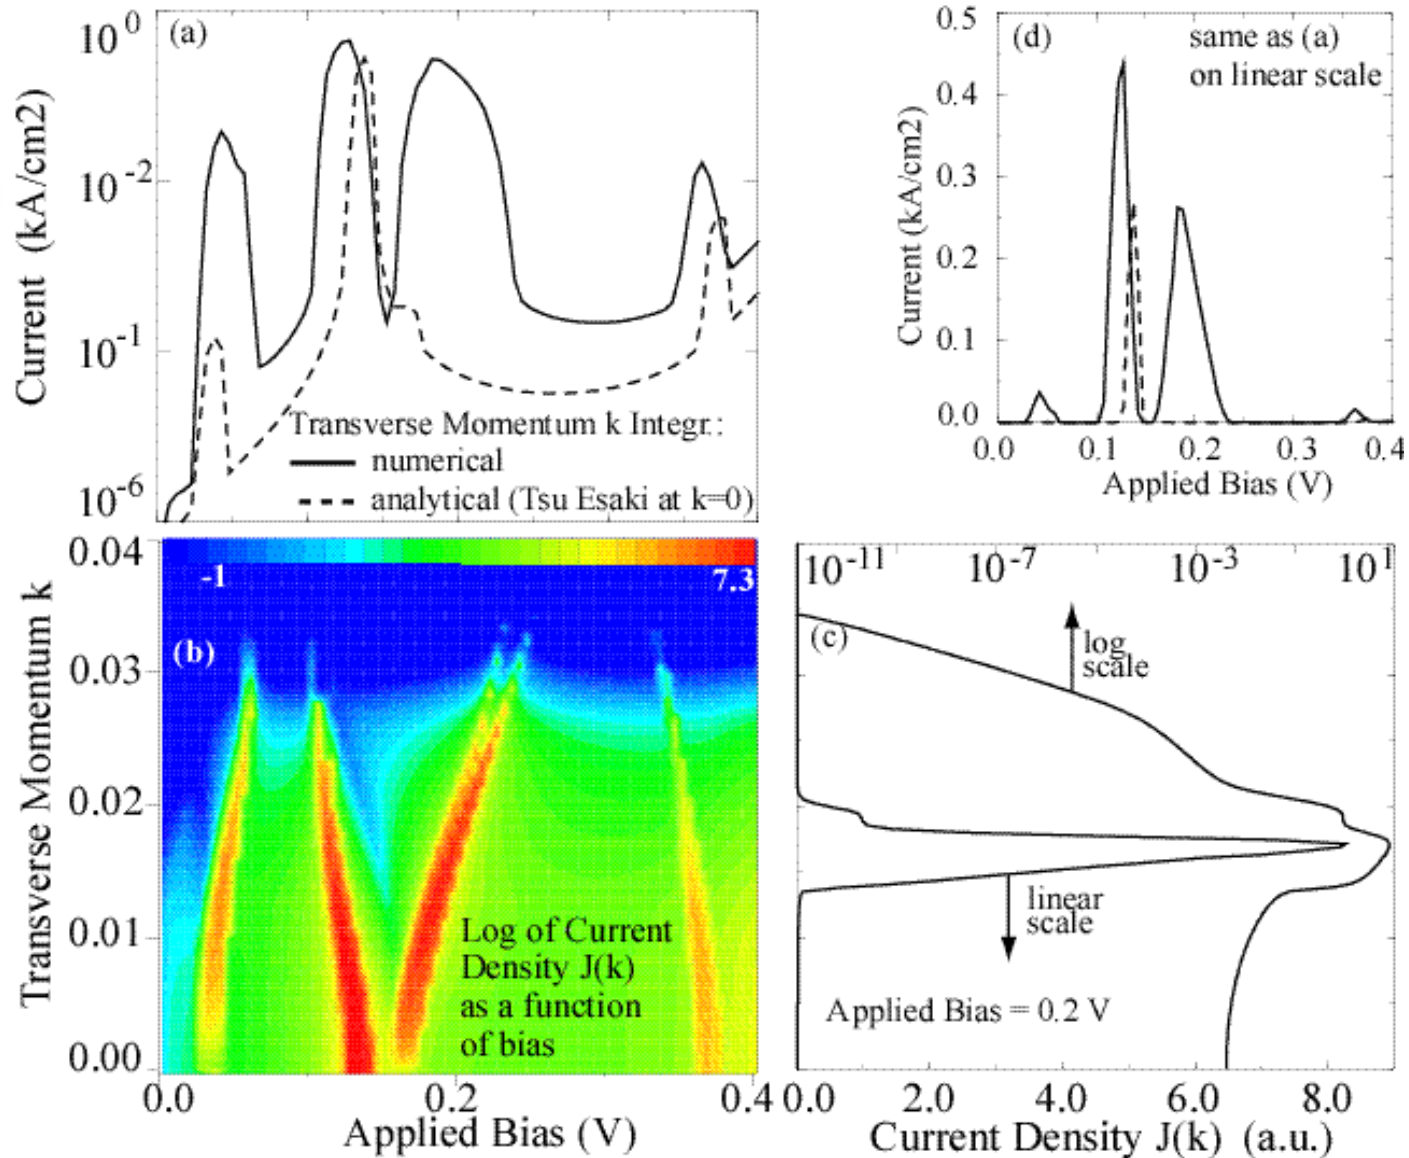 (a)
10^0
10^-2
10^-1
10^-6
Current (kA/cm2)
Transverse Momentum k Integr.:
numerical
analytical (Tsu Esaki at k=0)
(d)
same as (a)
on linear scale
0.5
0.4
0.3
0.2
0.1
0.0
Current (kA/cm2)
0.0 0.1 0.2 0.3 0.4
Applied Bias (V)
0.04
0.03
0.02
0.01
0.00
Transverse Momentum k
-1 7.3
(b)
Log of Current
Density J(k)
as a function
of bias
0.0 0.2 0.4
Applied Bias (V)
10^-11 10^-7 10^-3 10^1
(c)
log
scale
linear
scale
Applied Bias = 0.2 V
0.0 2.0 4.0 6.0 8.0
Current Density J(k) (a.u.)